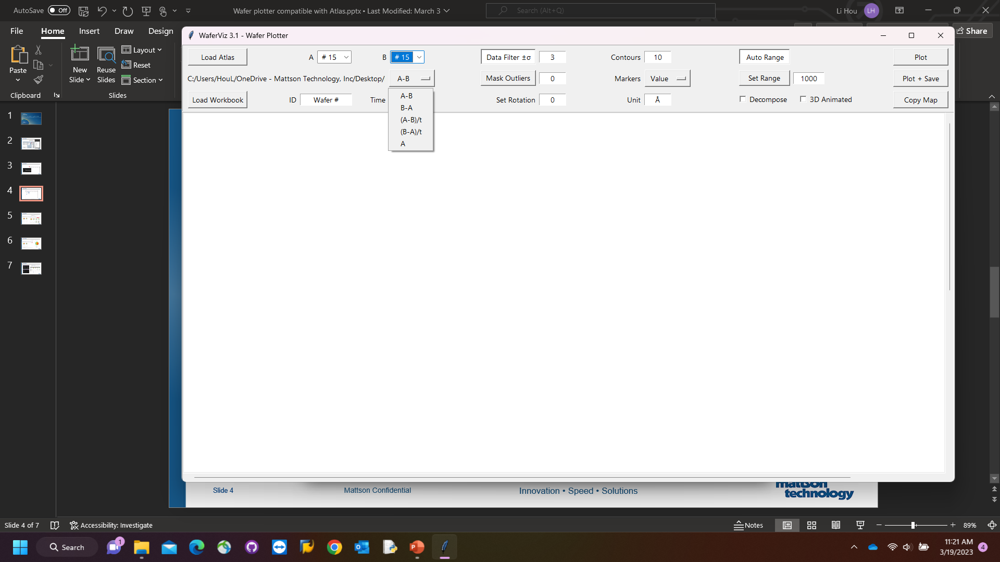 AutoSave Off Wafer plotter compatible with Atlas.pptx • Last Modified: March 3 Search (Alt+Q) Li Hou LH
File Home Insert Draw Design Share
WaferViz 3.1 - Wafer Plotter
Paste New Slide Reuse Slides Layout Reset Section
Clipboard Slides
Load Atlas A # 15 B # 15 Data Filter ±σ 3 Contours 10 Auto Range Plot
C:/Users/HouL/OneDrive - Mattson Technology, Inc/Desktop/ A-B Mask Outliers 0 Markers Value Set Range 1000 Plot + Save
Load Workbook ID Wafer # Time Set Rotation 0 Unit Å Decompose 3D Animated Copy Map
A-B
B-A
(A-B)/t
(B-A)/t
A
1
2
3
4
5
6
7
Slide 4 Mattson Confidential Innovation • Speed • Solutions mattson
technology
Slide 4 of 7 Accessibility: Investigate Notes 89%
Search 1 11:21 AM
3/19/2023 4